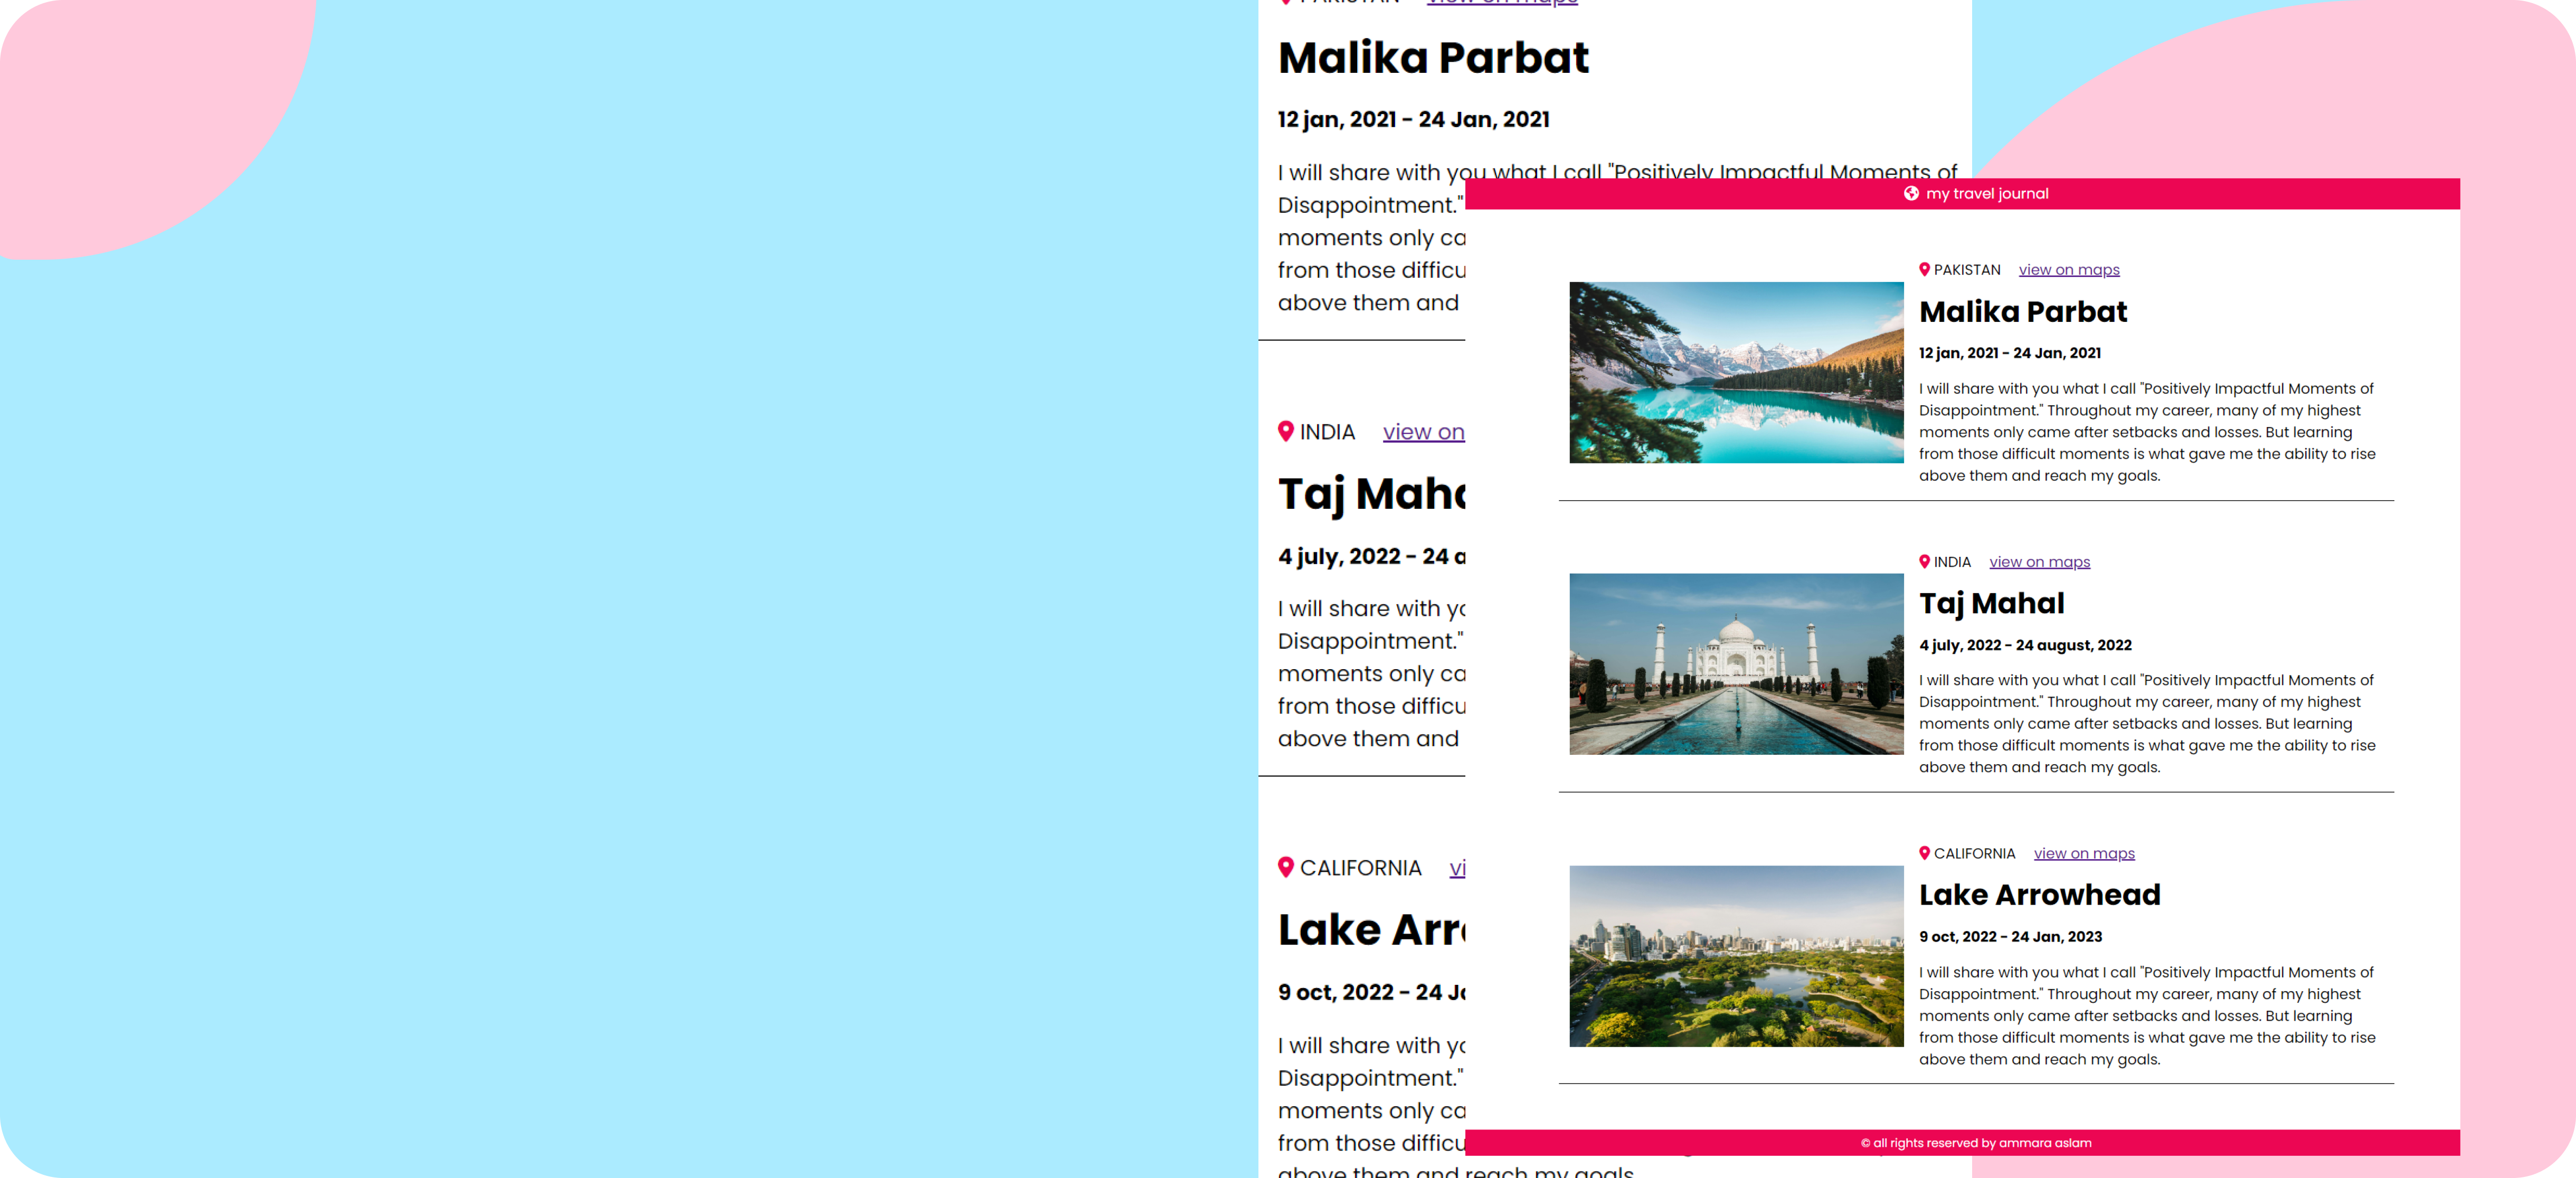 PAKISTAN view on maps
Malika Parbat
12 jan, 2021 - 24 Jan, 2021
I will share with you what I call "Positively Impactful Moments of
Disappointment."
moments only ca
from those difficu
above them and
INDIA view on
Taj Maha
4 july, 2022 - 24 a
I will share with yo
Disappointment."
moments only ca
from those difficu
above them and
CALIFORNIA vi
Lake Arro
9 oct, 2022 - 24 Ja
I will share with yo
Disappointment."
moments only ca
from those difficu
above them and reach my goals.
my travel journal
PAKISTAN view on maps
Malika Parbat
12 jan, 2021 - 24 Jan, 2021
I will share with you what I call "Positively Impactful Moments of
Disappointment." Throughout my career, many of my highest
moments only came after setbacks and losses. But learning
from those difficult moments is what gave me the ability to rise
above them and reach my goals.
INDIA view on maps
Taj Mahal
4 july, 2022 - 24 august, 2022
I will share with you what I call "Positively Impactful Moments of
Disappointment." Throughout my career, many of my highest
moments only came after setbacks and losses. But learning
from those difficult moments is what gave me the ability to rise
above them and reach my goals.
CALIFORNIA view on maps
Lake Arrowhead
9 oct, 2022 - 24 Jan, 2023
I will share with you what I call "Positively Impactful Moments of
Disappointment." Throughout my career, many of my highest
moments only came after setbacks and losses. But learning
from those difficult moments is what gave me the ability to rise
above them and reach my goals.
© all rights reserved by ammara aslam